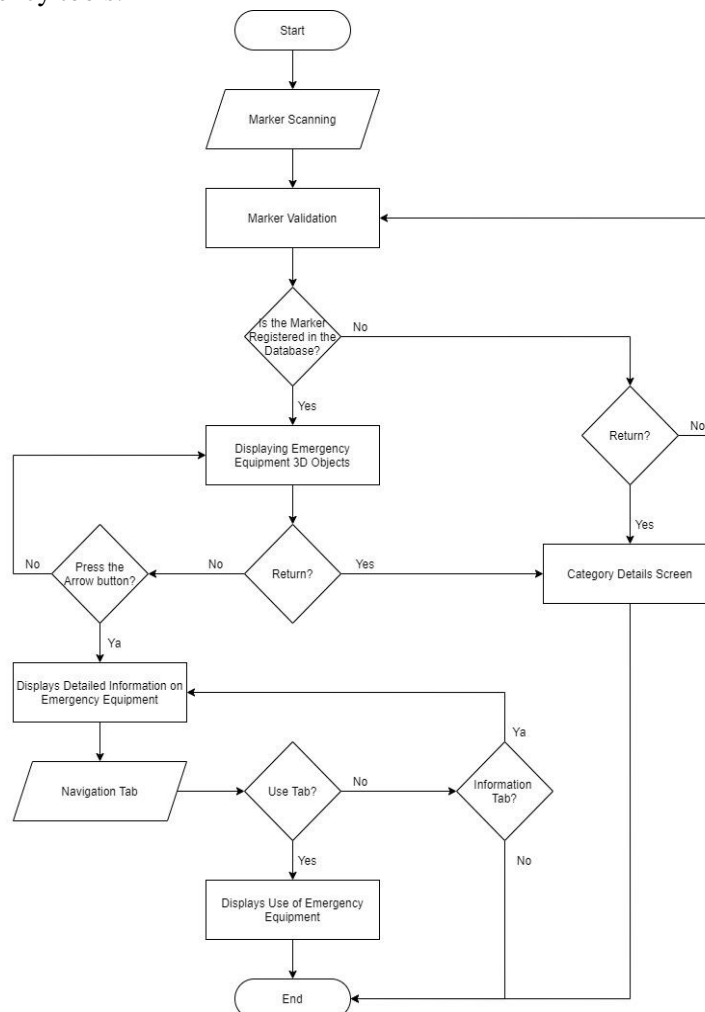 Start
Marker Scanning
Marker Validation
Is the Marker
Registered in the
Database?
No
Yes
Displaying Emergency
Equipment 3D Objects
Return?
No
Yes
No
Press the
Arrow button?
No
Return?
Yes
Category Details Screen
Ya
Displays Detailed Information on
Emergency Equipment
Ya
Navigation Tab
Use Tab?
No
Information
Tab?
Yes
No
Displays Use of Emergency
Equipment
End